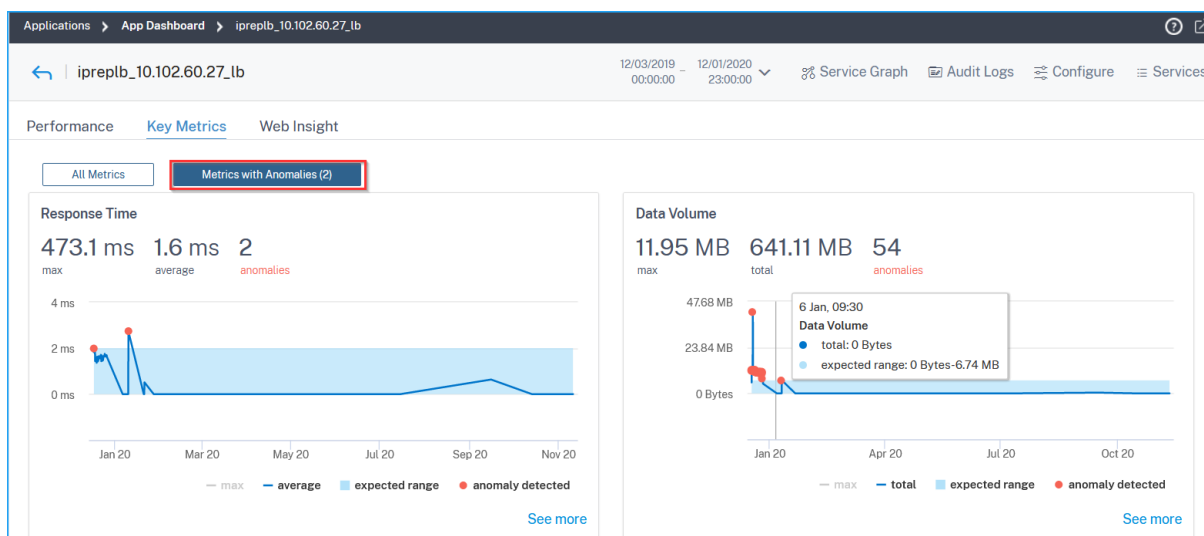 Applications > App Dashboard > ipreplb_10.102.60.27_lb
ipreplb_10.102.60.27_lb
12/03/2019 00:00:00 – 12/01/2020 23:00:00
Service Graph
Audit Logs
Configure
Services
Performance
Key Metrics
Web Insight
All Metrics
Metrics with Anomalies (2)
Response Time
473.1 ms 1.6 ms 2
max average anomalies
4 ms
2 ms
0 ms
Jan 20 Mar 20 May 20 Jul 20 Sep 20 Nov 20
max average expected range anomaly detected
See more
Data Volume
11.95 MB 641.11 MB 54
max total anomalies
47.68 MB
23.84 MB
0 Bytes
6 Jan, 09:30
Data Volume
total: 0 Bytes
expected range: 0 Bytes-6.74 MB
Jan 20 Apr 20 Jul 20 Oct 20
max total expected range anomaly detected
See more